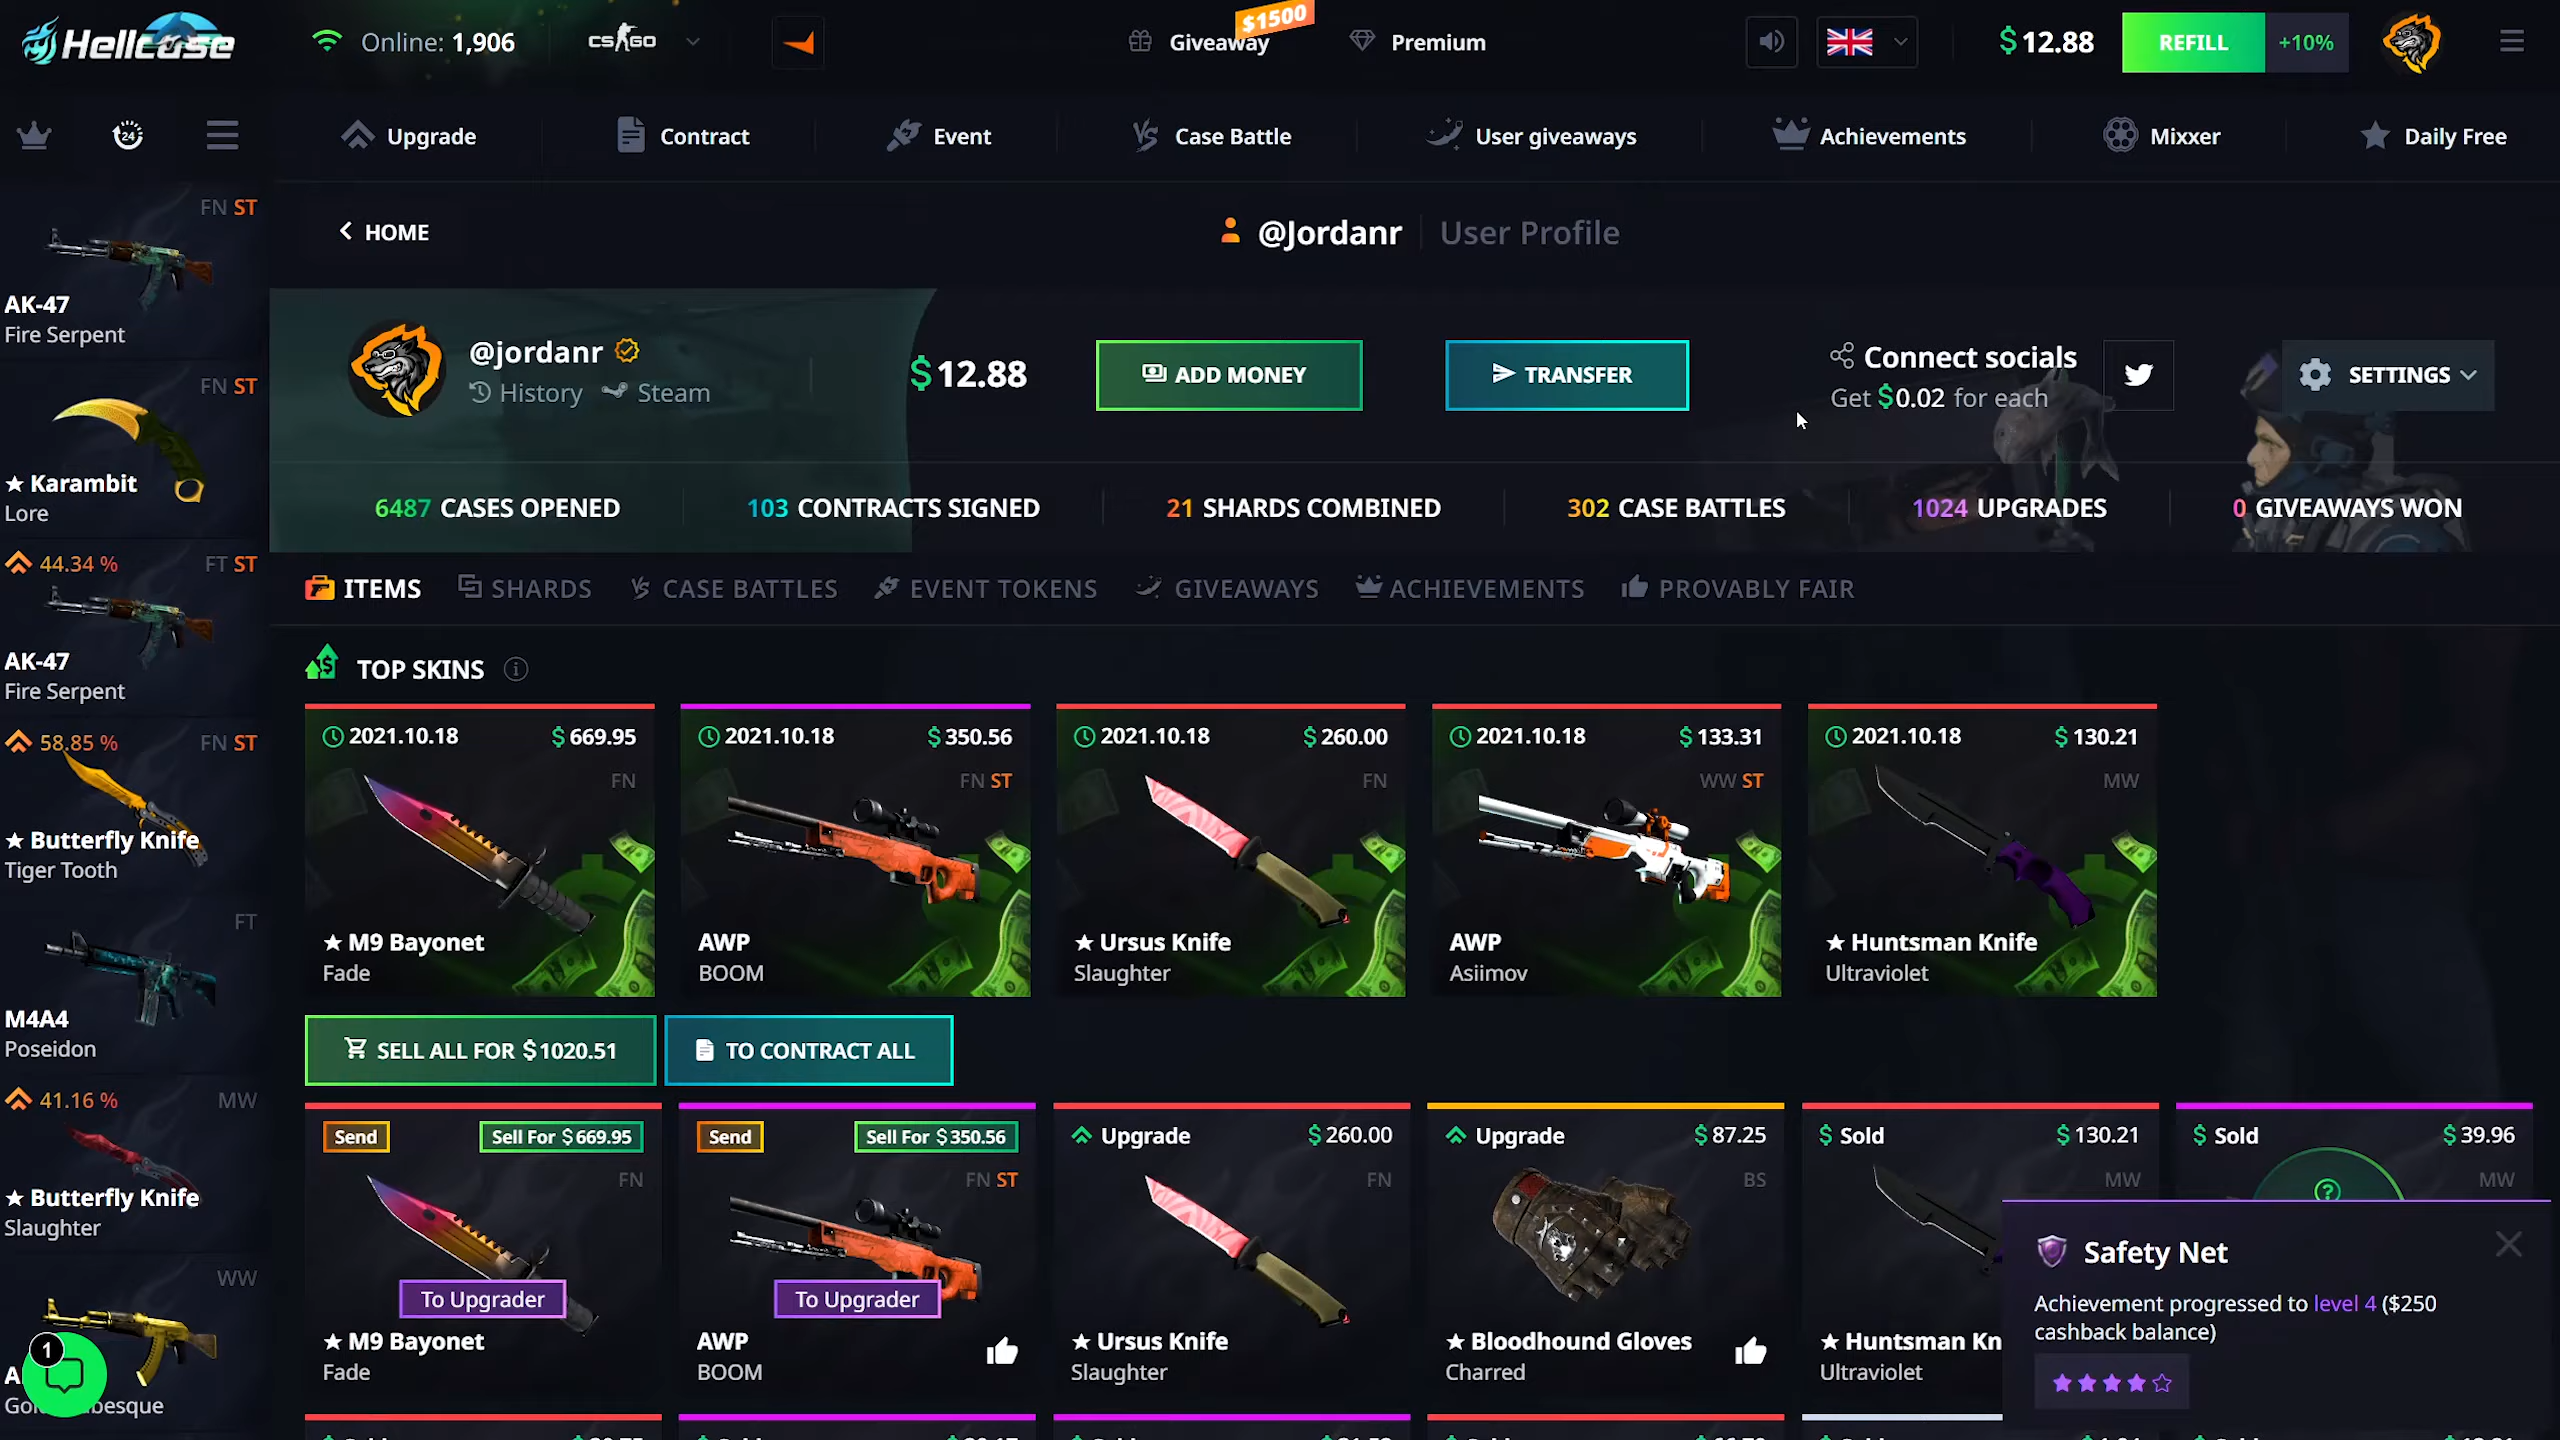 Hellcase
Online: 1,906
CS:GO
Giveaway
$1500
Premium
$12.88
REFILL
+10%
24
Upgrade
Contract
Event
Case Battle
User giveaways
Achievements
Mixxer
Daily Free
FN ST
AK-47
Fire Serpent
FN ST
★ Karambit
Lore
44.34 %
FT ST
AK-47
Fire Serpent
58.85 %
FN ST
★ Butterfly Knife
Tiger Tooth
FT
M4A4
Poseidon
41.16 %
MW
★ Butterfly Knife
Slaughter
WW
1
HOME
@Jordanr
User Profile
@jordanr
History
Steam
$12.88
ADD MONEY
TRANSFER
Connect socials
Get $0.02 for each
SETTINGS
6487 CASES OPENED
103 CONTRACTS SIGNED
21 SHARDS COMBINED
302 CASE BATTLES
1024 UPGRADES
0 GIVEAWAYS WON
ITEMS
SHARDS
CASE BATTLES
EVENT TOKENS
GIVEAWAYS
ACHIEVEMENTS
PROVABLY FAIR
TOP SKINS
2021.10.18 $669.95
FN
★ M9 Bayonet
Fade
2021.10.18 $350.56
FN ST
AWP
BOOM
2021.10.18 $260.00
FN
★ Ursus Knife
Slaughter
2021.10.18 $133.31
WW ST
AWP
Asiimov
2021.10.18 $130.21
MW
★ Huntsman Knife
Ultraviolet
SELL ALL FOR $1020.51
TO CONTRACT ALL
Send
Sell For $669.95
FN
To Upgrader
★ M9 Bayonet
Fade
Send
Sell For $350.56
FN ST
To Upgrader
AWP
BOOM
Upgrade $260.00
FN
★ Ursus Knife
Slaughter
Upgrade $87.25
BS
★ Bloodhound Gloves
Charred
$ Sold $130.21
MW
★ Huntsman Kn
Ultraviolet
$ Sold $39.96
MW
?
Safety Net
Achievement progressed to level 4 ($250
cashback balance)